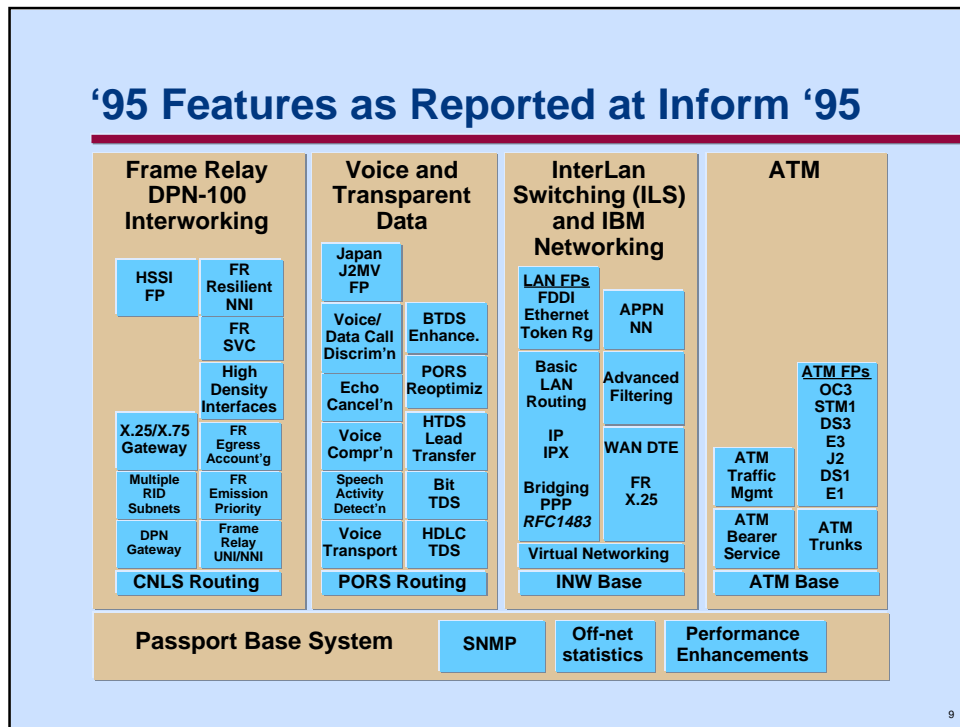 ‘95 Features as Reported at Inform ‘95
Frame Relay
DPN-100
Interworking
HSSI
FP
FR
Resilient
NNI
FR
SVC
High
Density
Interfaces
X.25/X.75
Gateway
FR
Egress
Account'g
Multiple
RID
Subnets
FR
Emission
Priority
DPN
Gateway
Frame
Relay
UNI/NNI
CNLS Routing
Voice and
Transparent
Data
Japan
J2MV
FP
Voice/
Data Call
Discrim'n
BTDS
Enhance.
Echo
Cancel'n
PORS
Reoptimiz
Voice
Compr'n
HTDS
Lead
Transfer
Speech
Activity
Detect'n
Bit
TDS
Voice
Transport
HDLC
TDS
PORS Routing
InterLan
Switching (ILS)
and IBM
Networking
LAN FPs
FDDI
Ethernet
Token Rg
APPN
NN
Basic
LAN
Routing
IP
IPX
Bridging
PPP
RFC1483
Advanced
Filtering
WAN DTE
FR
X.25
Virtual Networking
INW Base
ATM
ATM FPs
OC3
STM1
DS3
E3
J2
DS1
E1
ATM
Traffic
Mgmt
ATM
Bearer
Service
ATM
Trunks
ATM Base
Passport Base System
SNMP
Off-net
statistics
Performance
Enhancements
9